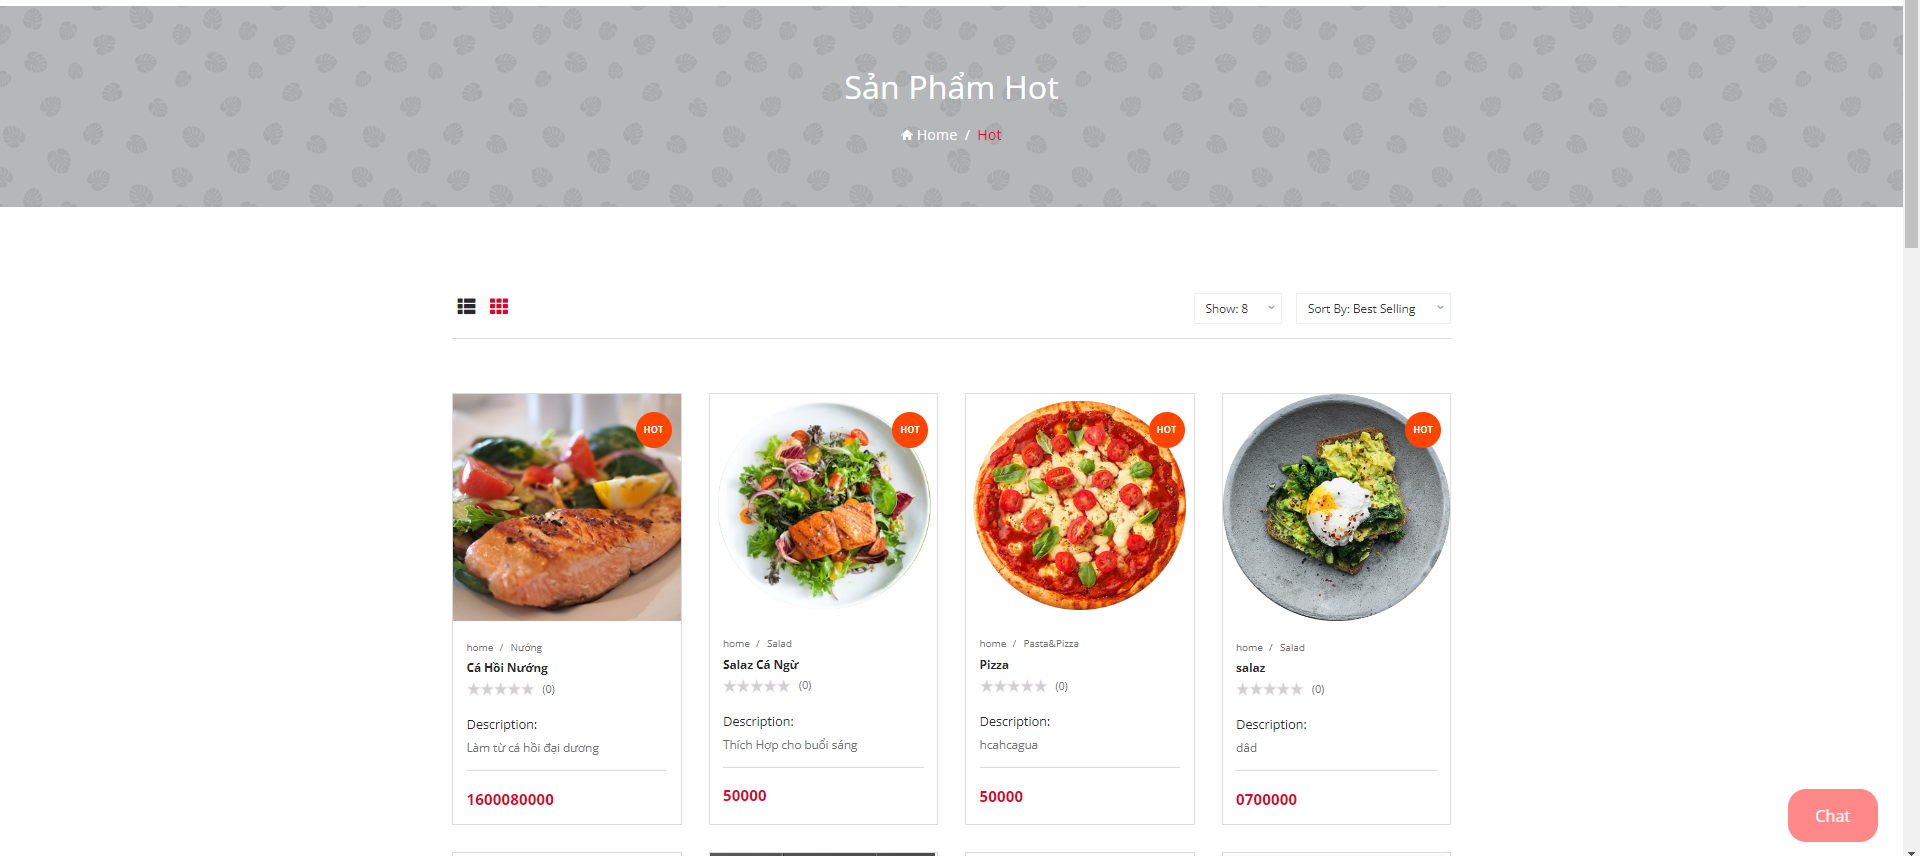 Sản Phẩm Hot
Home / Hot
Show: 8
Sort By: Best Selling
HOT
HOT
HOT
HOT
home / Nướng
Cá Hồi Nướng
(0)
Description:
Làm từ cá hồi đại dương
1600080000
home / Salad
Salaz Cá Ngừ
(0)
Description:
Thích Hợp cho buổi sáng
50000
home / Pasta&Pizza
Pizza
(0)
Description:
hcahcagua
50000
home / Salad
salaz
(0)
Description:
dâd
0700000
Chat